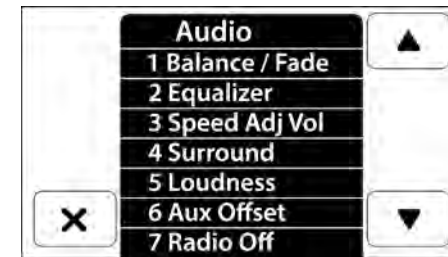 Audio
1 Balance / Fade
2 Equalizer
3 Speed Adj Vol
4 Surround
5 Loudness
6 Aux Offset
7 Radio Off